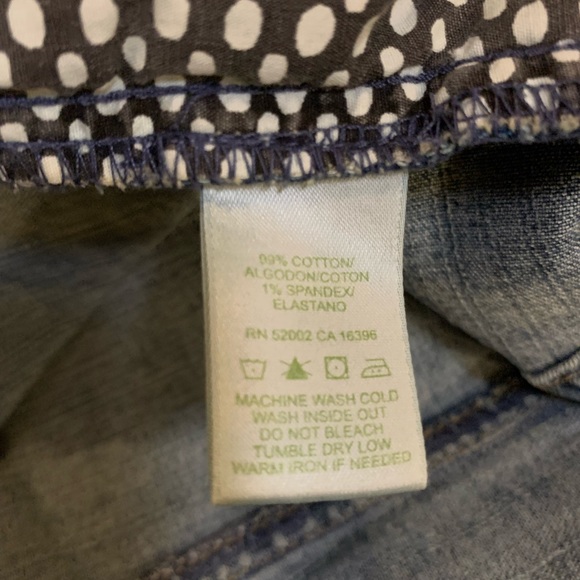 99% COTTON/
ALGODON/COTON
1% SPANDEX/
ELASTANO
RN 52002 CA 16396
MACHINE WASH COLD
WASH INSIDE OUT
DO NOT BLEACH
TUMBLE DRY LOW
WARM IRON IF NEEDED